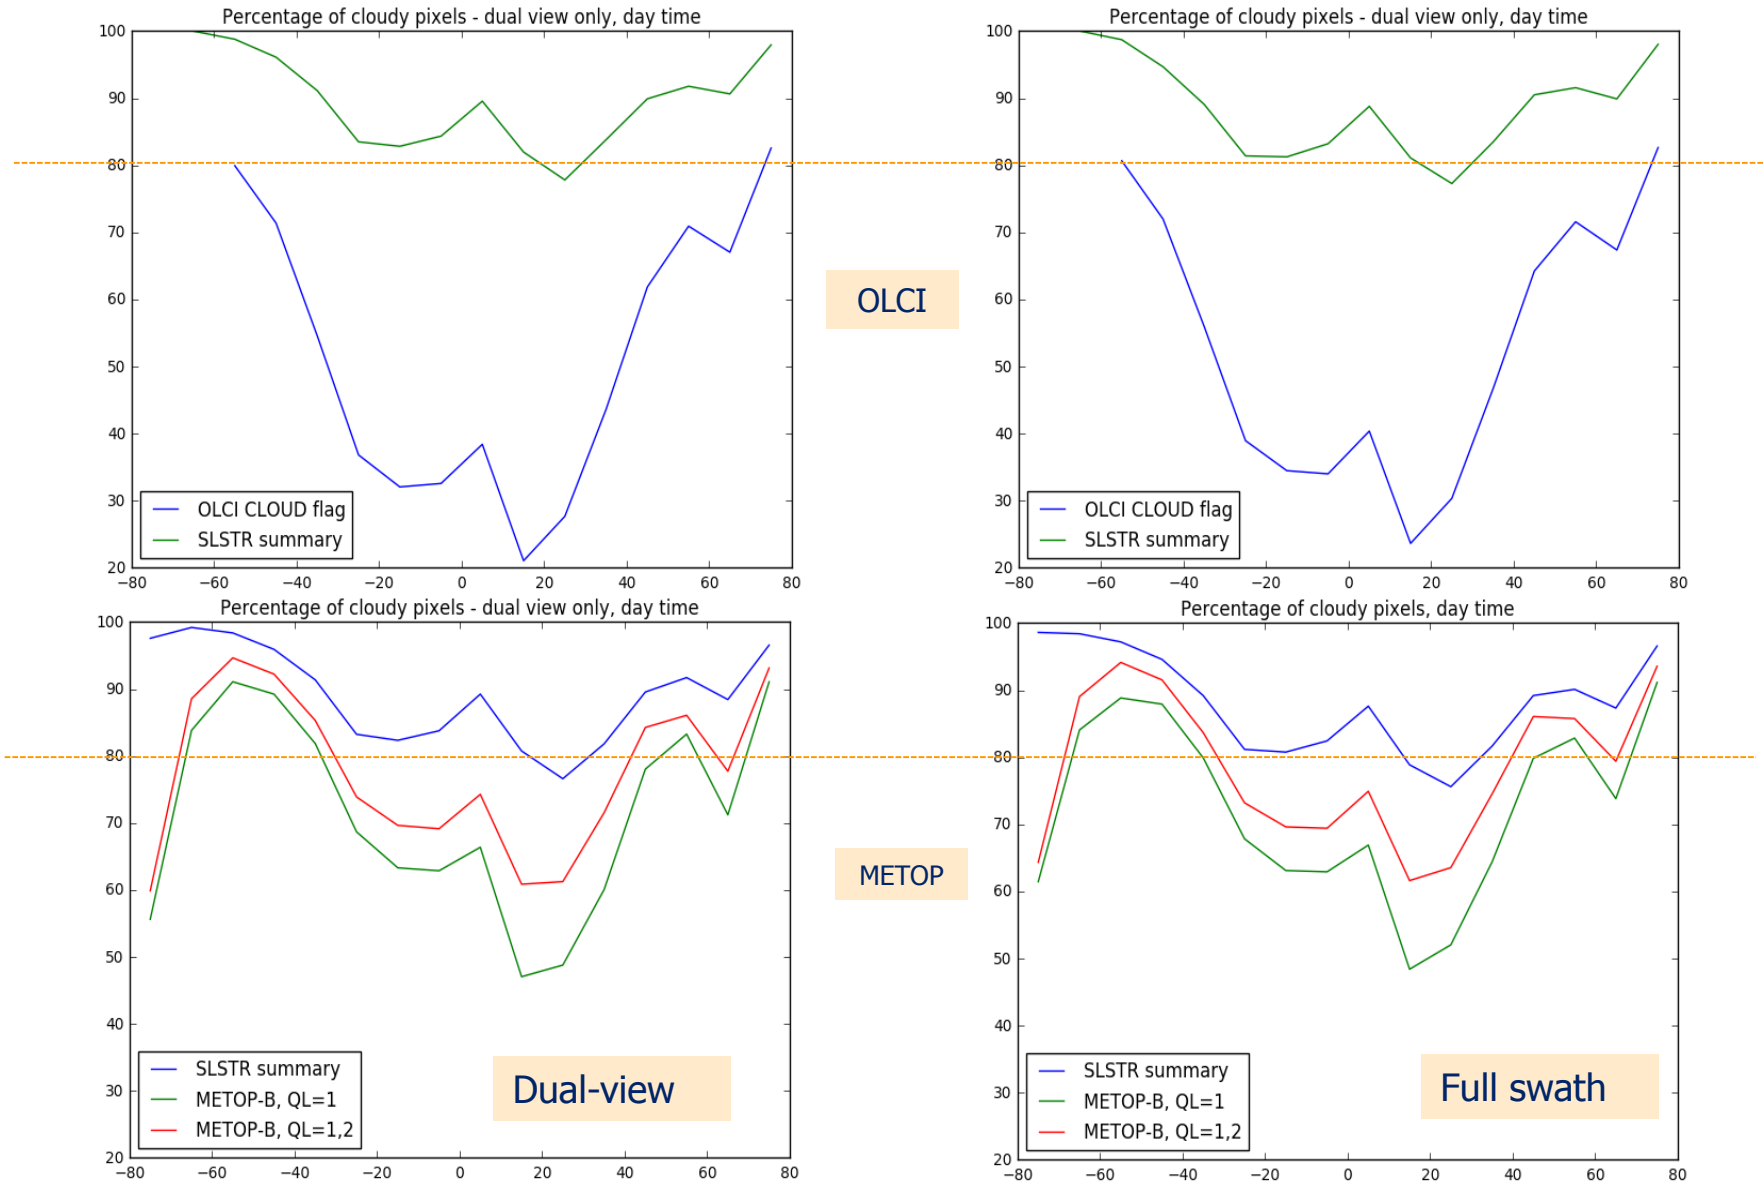 Percentage of cloudy pixels - dual view only, day time
100
90
80
70
60
50
40
30
20
−80 −60 −40 −20 0 20 40 60 80
OLCI CLOUD flag
SLSTR summary
Percentage of cloudy pixels - dual view only, day time
100
90
80
70
60
50
40
30
20
−80 −60 −40 −20 0 20 40 60 80
OLCI CLOUD flag
SLSTR summary
OLCI
Percentage of cloudy pixels - dual view only, day time
100
90
80
70
60
50
40
30
20
−80 −60 −40 −20 0 20 40 60 80
SLSTR summary
METOP-B, QL=1
METOP-B, QL=1,2
Dual-view
METOP
Percentage of cloudy pixels, day time
100
90
80
70
60
50
40
30
20
−80 −60 −40 −20 0 20 40 60 80
SLSTR summary
METOP-B, QL=1
METOP-B, QL=1,2
Full swath